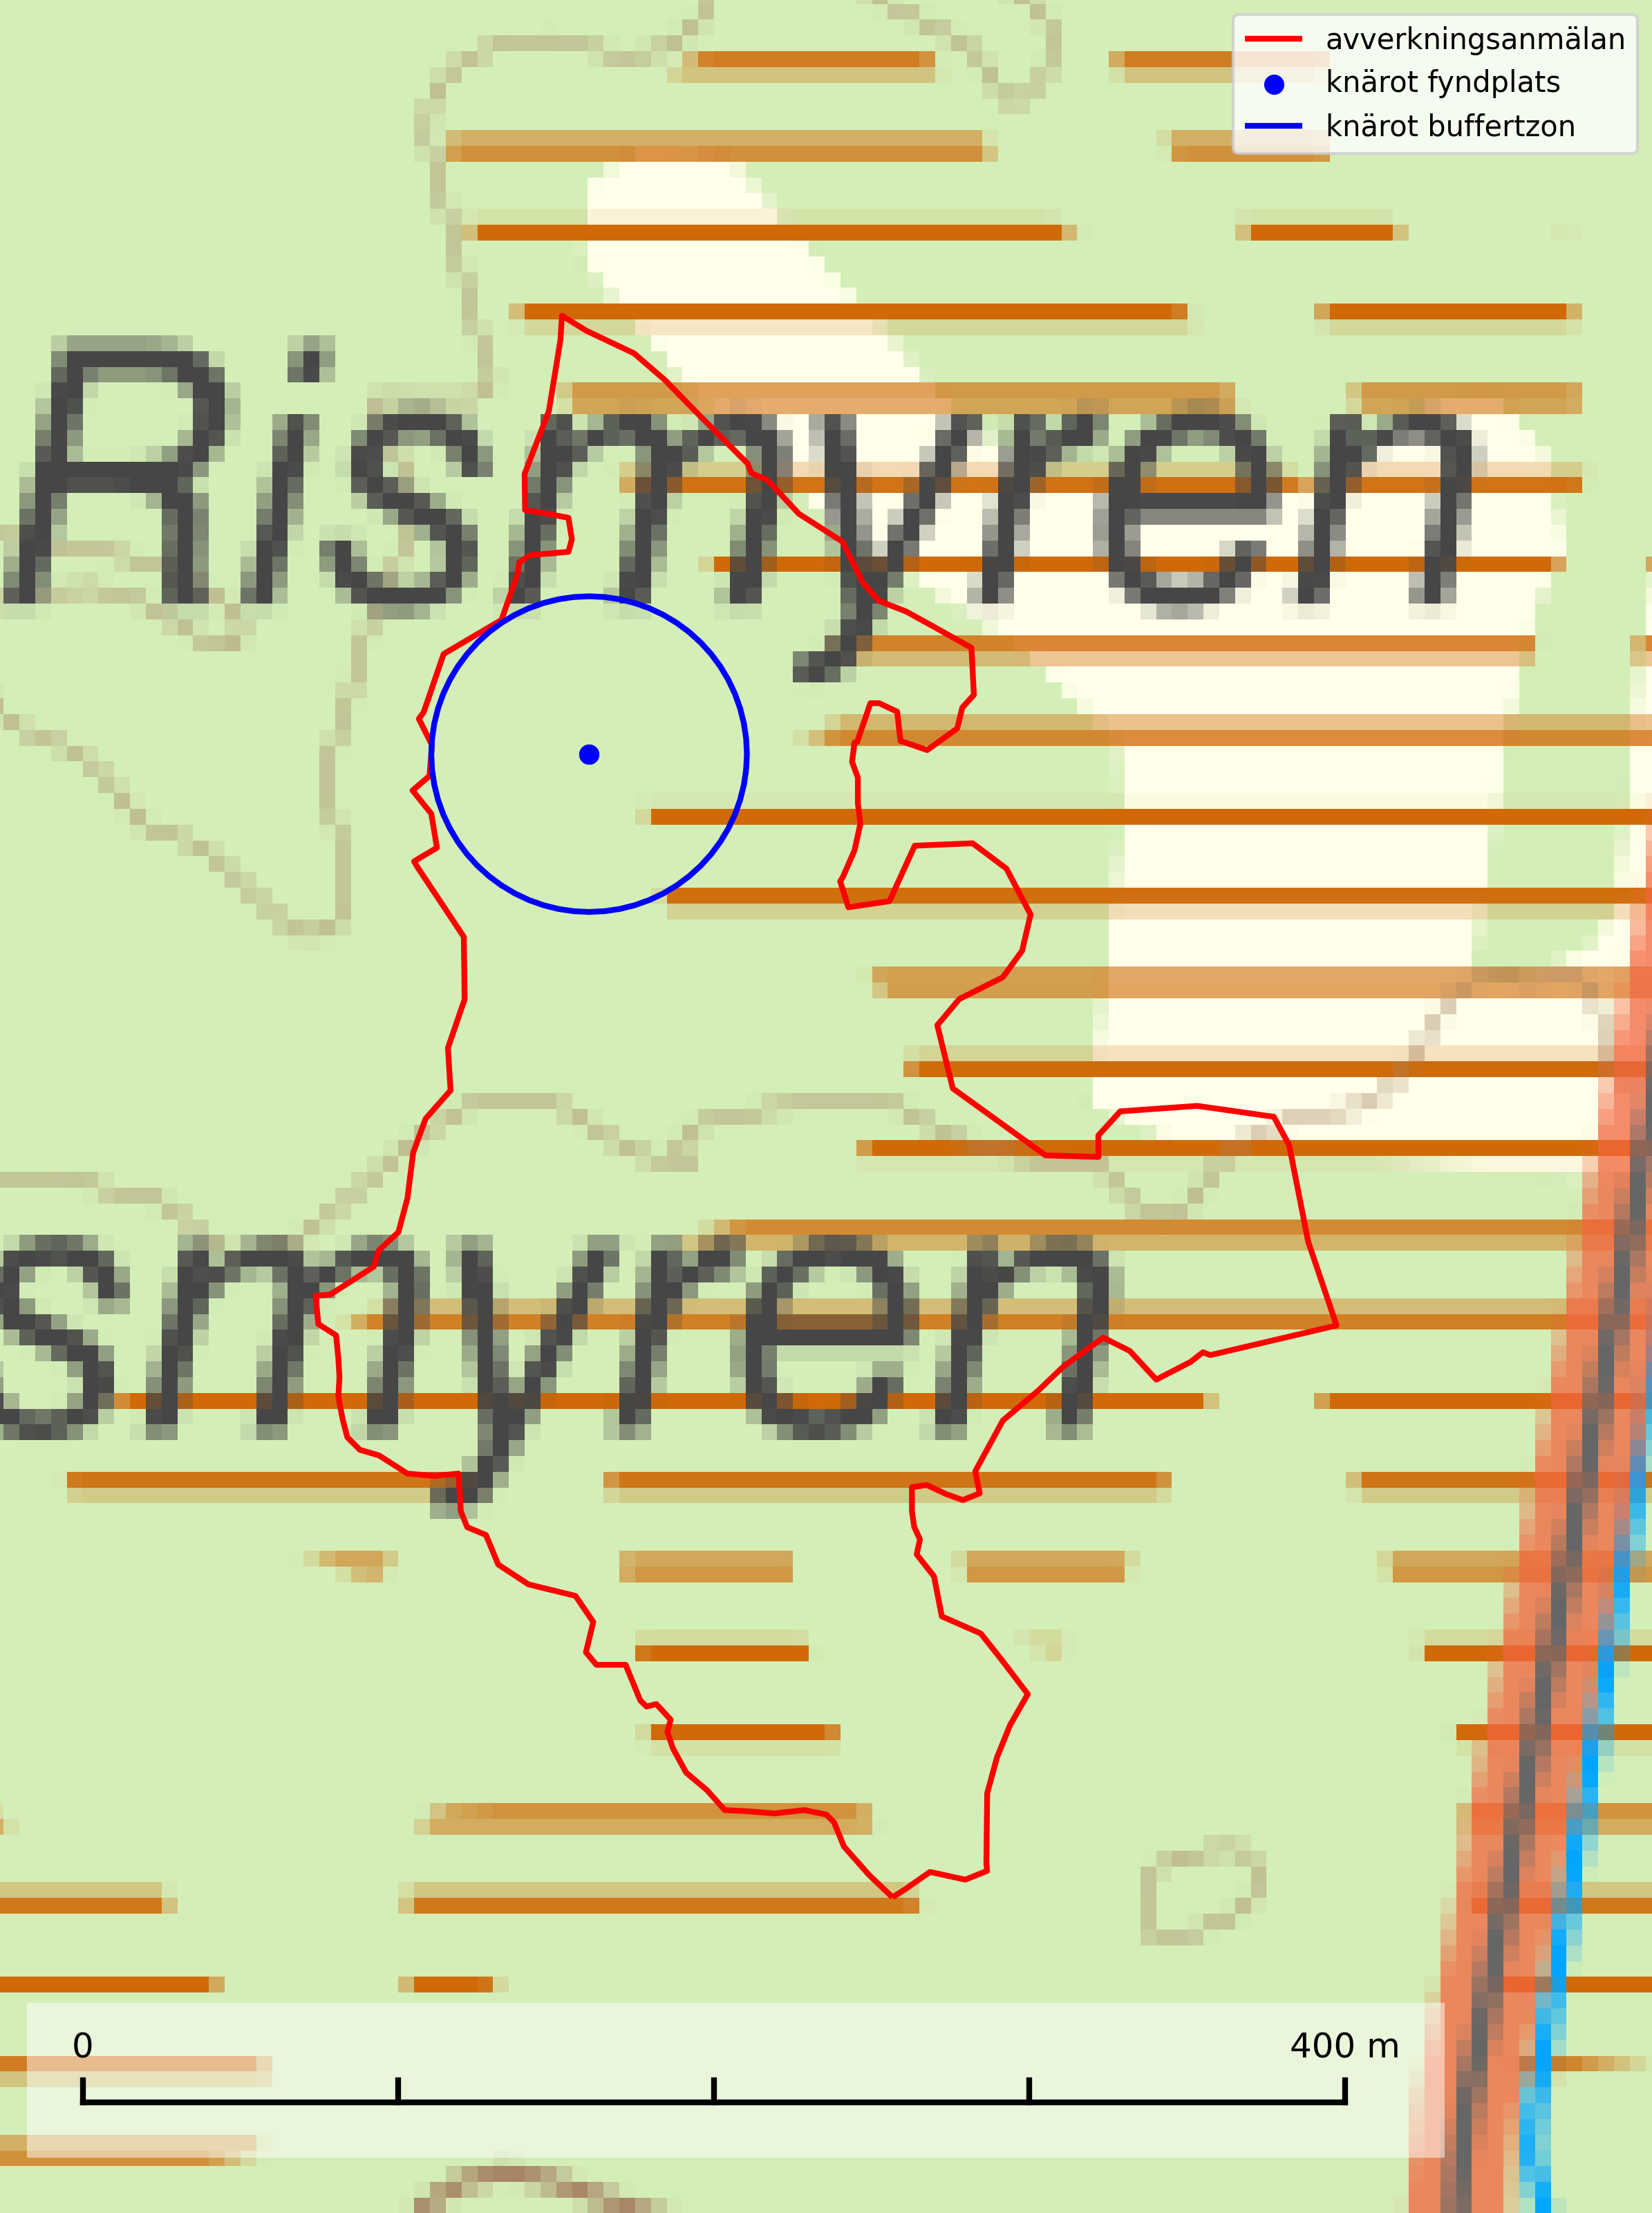 avverkningsanmälan
knärot fyndplats
knärot buffertzon
Rismyren
smyren
0 400 m